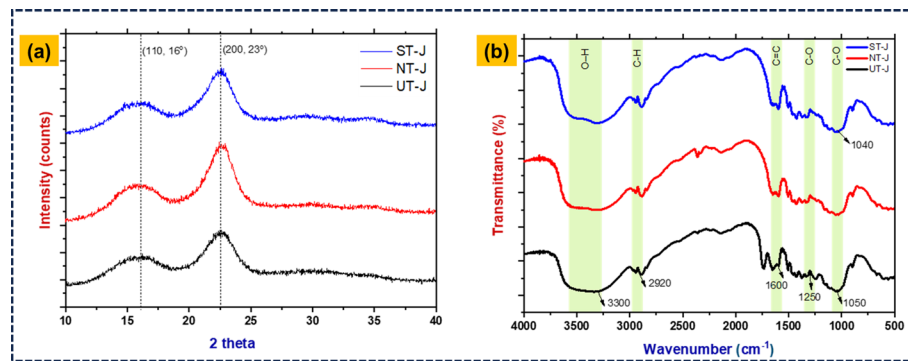 (a)
(110, 16°)
(200, 23°)
ST-J
NT-J
UT-J
Intensity (counts)
10
15
20
25
30
35
40
2 theta
(b)
O-H
C-H
C=C
C-O
C-O
ST-J
NT-J
UT-J
1040
3300
2920
1600
1250
1050
Transmittance (%)
4000
3500
3000
2500
2000
1500
1000
500
Wavenumber (cm⁻¹)